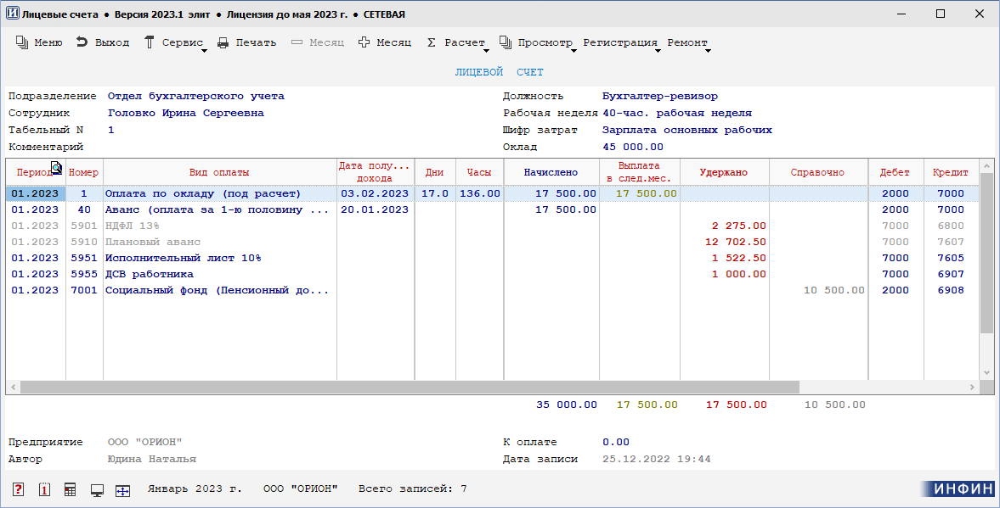 Лицевые счета ● Версия 2023.1 элит ● Лицензия до мая 2023 г. ● СЕТЕВАЯ
Меню Выход Сервис Печать Месяц Месяц Σ Расчет Просмотр Регистрация Ремонт
ЛИЦЕВОЙ СЧЕТ
Подразделение Отдел бухгалтерского учета Должность Бухгалтер-ревизор
Сотрудник Головко Ирина Сергеевна Рабочая неделя 40-час. рабочая неделя
Табельный N 1 Шифр затрат Зарплата основных рабочих
Комментарий Оклад 45 000.00
Период Номер Вид оплаты Дата полу... дохода Дни Часы Начислено Выплата в след.мес. Удержано Справочно Дебет Кредит
01.2023 1 Оплата по окладу (под расчет) 03.02.2023 17.0 136.00 17 500.00 17 500.00 2000 7000
01.2023 40 Аванс (оплата за 1-ю половину ... 20.01.2023 17 500.00 2000 7000
01.2023 5901 НДФЛ 13% 2 275.00 7000 6800
01.2023 5910 Плановый аванс 12 702.50 7000 7607
01.2023 5951 Исполнительный лист 10% 1 522.50 7000 7605
01.2023 5955 ДСВ работника 1 000.00 7000 6907
01.2023 7001 Социальный фонд (Пенсионный до... 10 500.00 2000 6908
35 000.00 17 500.00 17 500.00 10 500.00
Предприятие ООО "ОРИОН" К оплате 0.00
Автор Юдина Наталья Дата записи 25.12.2022 19:44
? 1 Январь 2023 г. ООО "ОРИОН" Всего записей: 7 ИНФИН